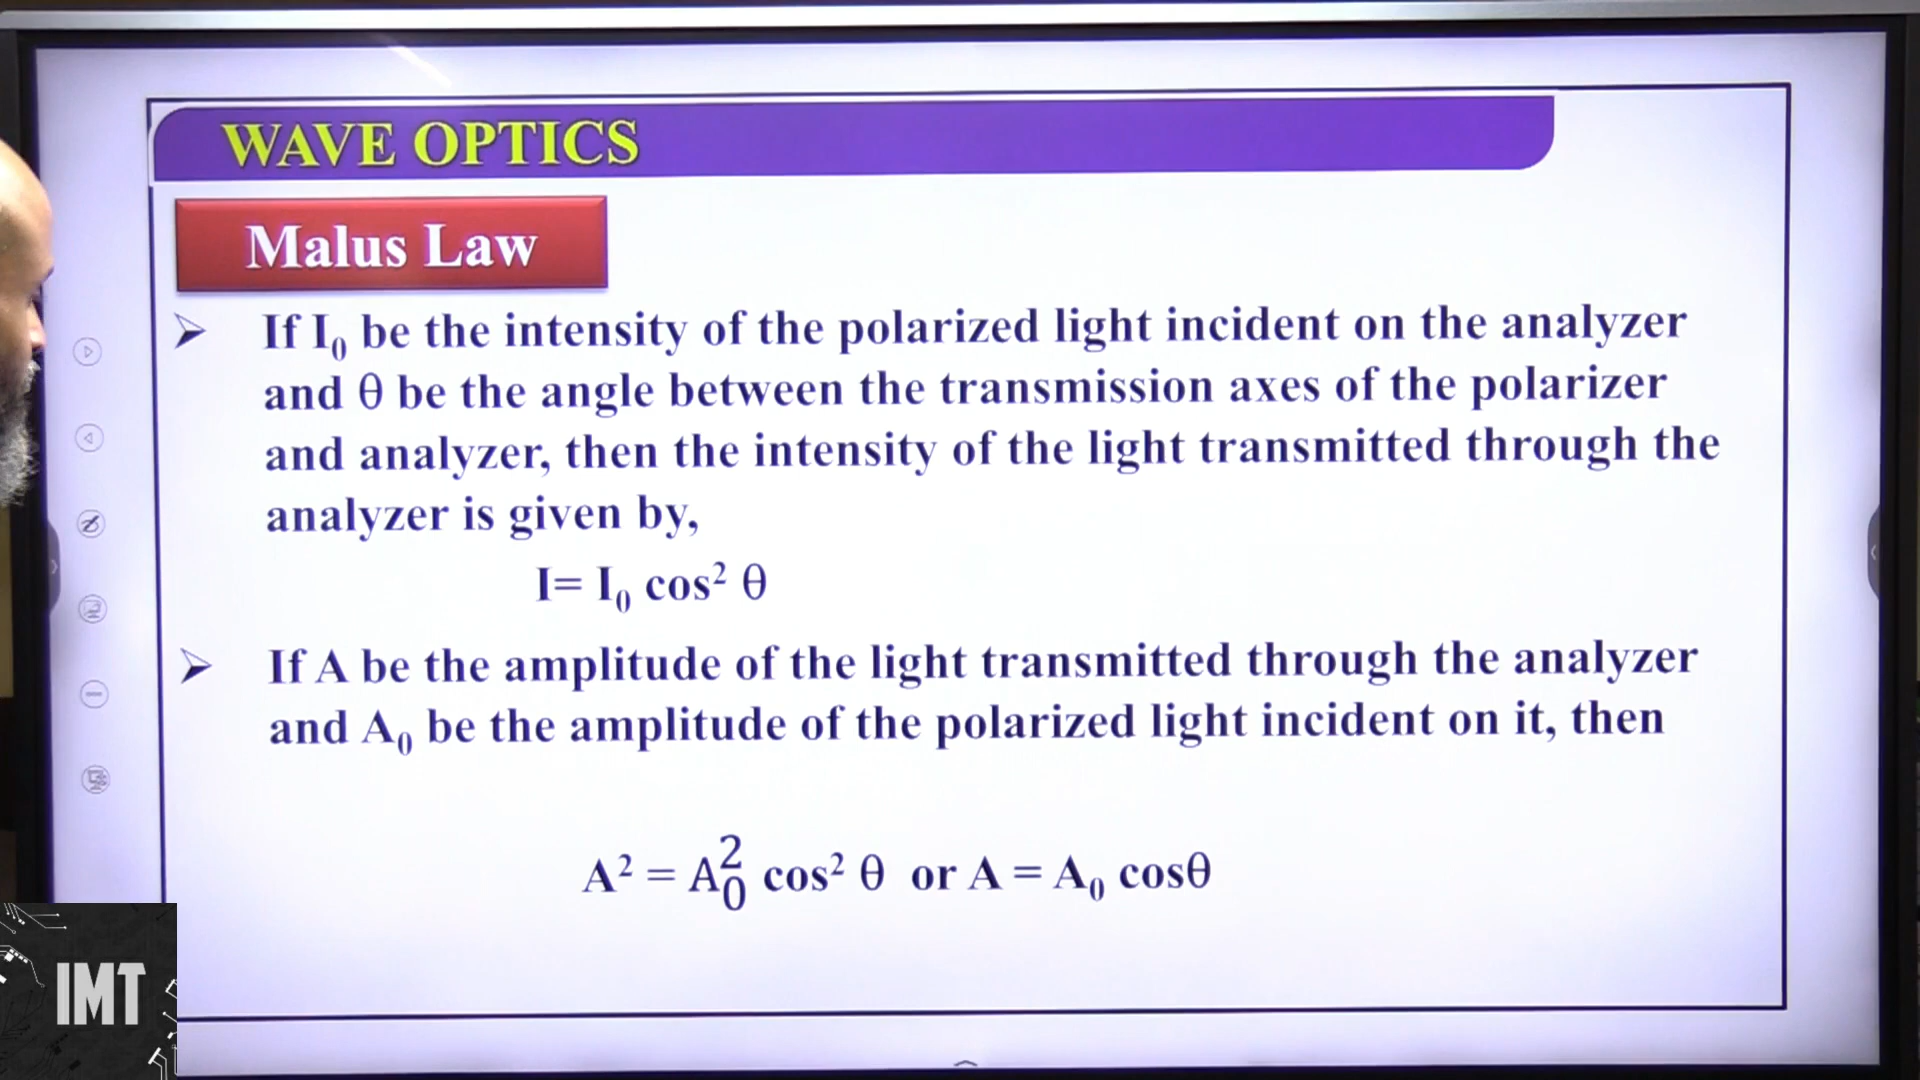 WAVE OPTICS
Malus Law
➢ If I₀ be the intensity of the polarized light incident on the analyzer
and θ be the angle between the transmission axes of the polarizer
and analyzer, then the intensity of the light transmitted through the
analyzer is given by,
I= I₀ cos² θ
➢ If A be the amplitude of the light transmitted through the analyzer
and A₀ be the amplitude of the polarized light incident on it, then
A² = A₀² cos² θ or A = A₀ cosθ
IMT